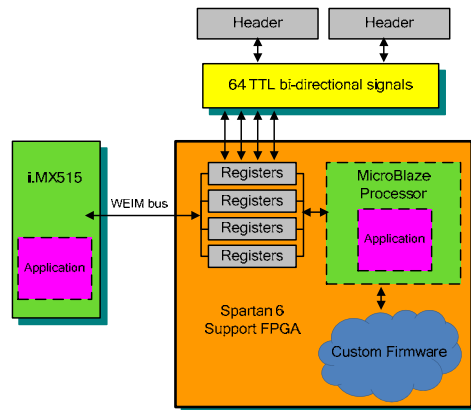 Header
Header
64 TTL bi-directional signals
i.MX515
WEIM bus
Application
Registers
Registers
Registers
Registers
MicroBlaze
Processor
Application
Spartan 6
Support FPGA
Custom Firmware